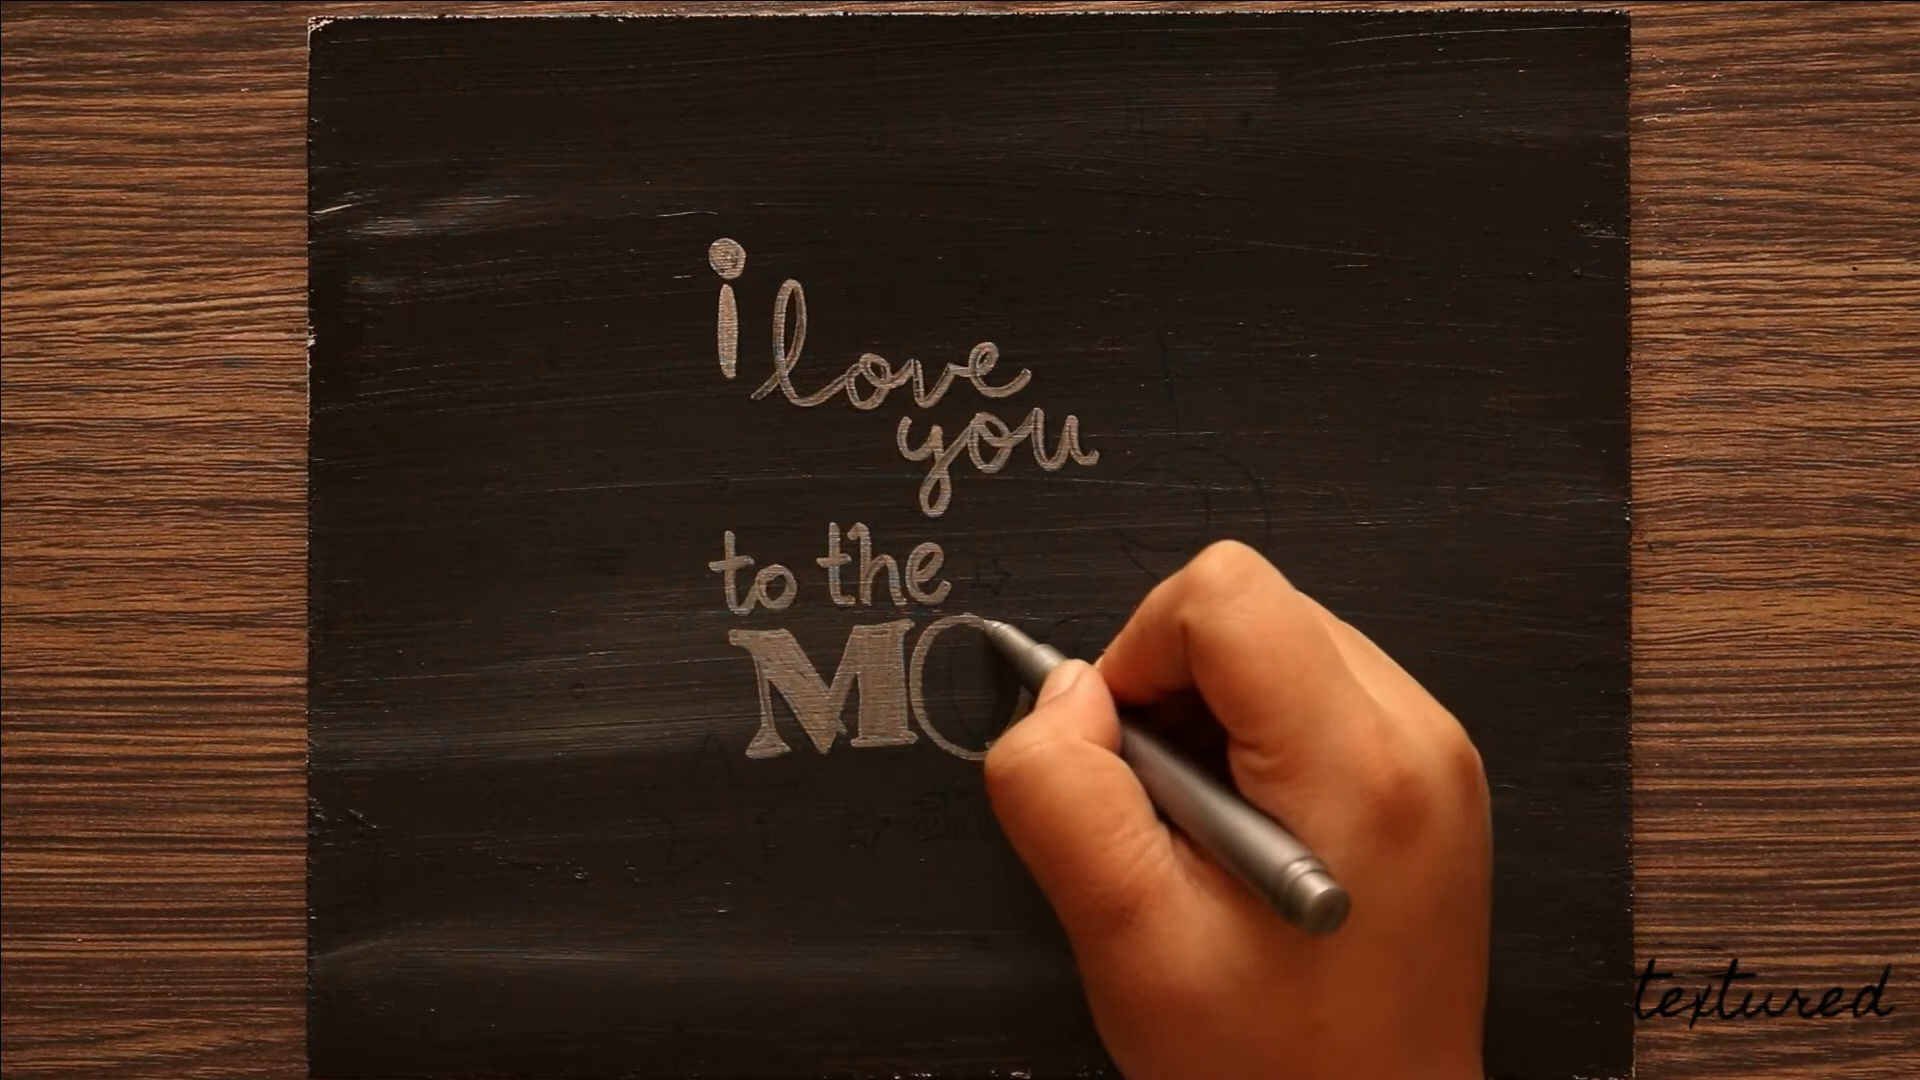 i love
you
to the
MO
textured